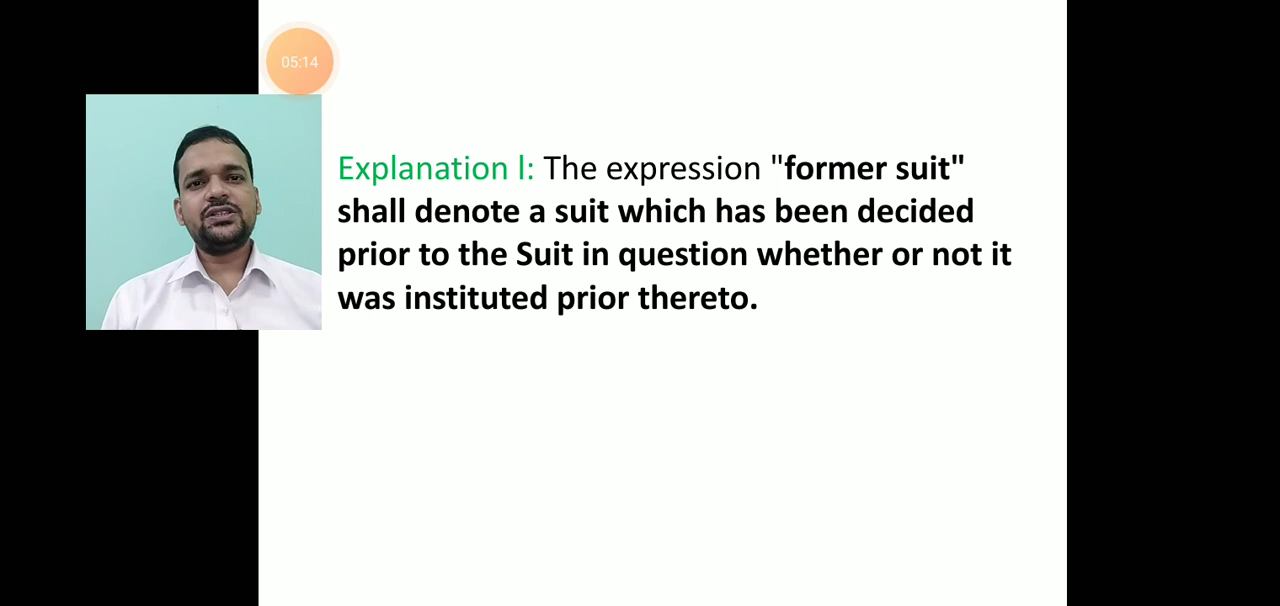 05:14
Explanation l: The expression "former suit"
shall denote a suit which has been decided
prior to the Suit in question whether or not it
was instituted prior thereto.